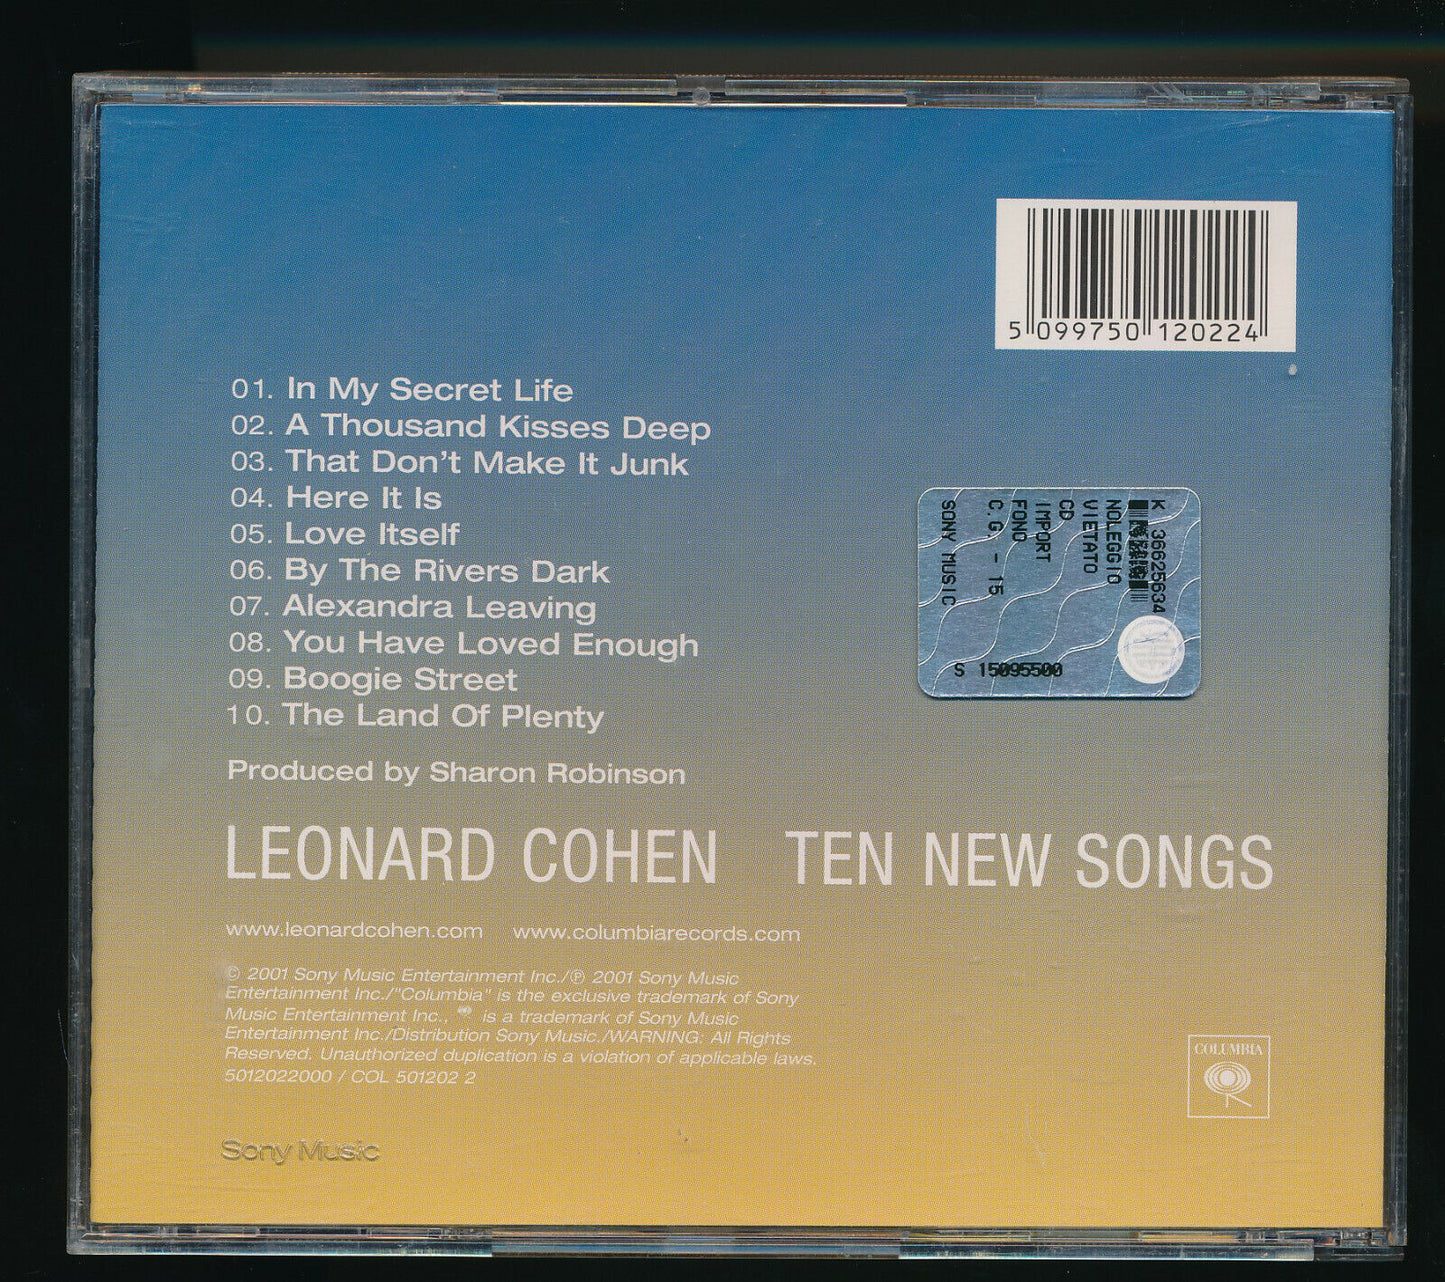 5 099750 120224
01. In My Secret Life
02. A Thousand Kisses Deep
03. That Don't Make It Junk
04. Here It Is
05. Love Itself
06. By The Rivers Dark
07. Alexandra Leaving
08. You Have Loved Enough
09. Boogie Street
10. The Land Of Plenty
K 36625634
NOLEGGIO
VIETATO
CD
IMPORT
FONO
C.G. - 15
SONY MUSIC
S 15095500
Produced by Sharon Robinson
LEONARD COHEN TEN NEW SONGS
www.leonardcohen.com www.columbiarecords.com
© 2001 Sony Music Entertainment Inc./℗ 2001 Sony Music
Entertainment Inc./"Columbia" is the exclusive trademark of Sony
Music Entertainment Inc., is a trademark of Sony Music
Entertainment Inc./Distribution Sony Music./WARNING: All Rights
Reserved. Unauthorized duplication is a violation of applicable laws.
5012022000 / COL 501202 2
COLUMBIA
Sony Music